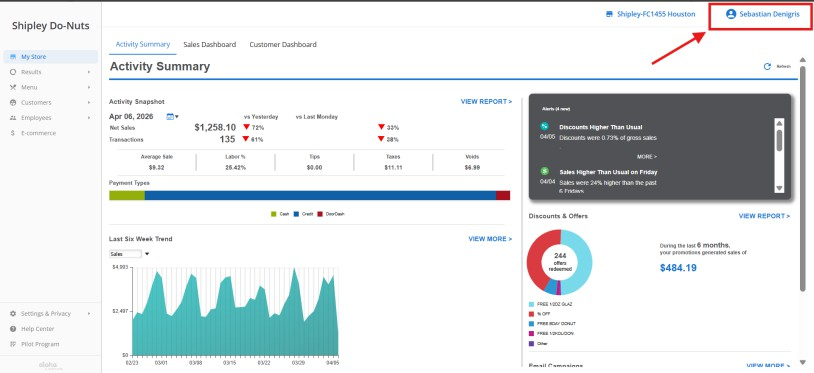 Shipley Do-Nuts
Shipley-FC1455 Houston
Sebastian Denigris
My Store
Results
Menu
Customers
Employees
E-commerce
Settings & Privacy
Help Center
Pilot Program
aloha
Activity Summary
Sales Dashboard
Customer Dashboard
Activity Summary
Refresh
Activity Snapshot
VIEW REPORT >
Apr 06, 2026
vs Yesterday
vs Last Monday
Net Sales
$1,258.10
72%
33%
Transactions
135
61%
38%
Average Sale
Labor %
Tips
Taxes
Voids
$9.32
25.42%
$0.00
$11.11
$6.99
Payment Types
Cash
Credit
DoorDash
Last Six Week Trend
VIEW MORE >
Sales
$4,993
$2,497
$0
02/23
03/01
03/08
03/15
03/22
03/29
04/05
Alerts (4 new)
Discounts Higher Than Usual
04/05
Discounts were 0.73% of gross sales
MORE >
Sales Higher Than Usual on Friday
04/04
Sales were 24% higher than the past
6 Fridays
Discounts & Offers
VIEW REPORT >
244
offers
redeemed
During the last 6 months,
your promotions generated sales of
$484.19
FREE 1/2DZ GLAZ
% OFF
FREE BDAY DONUT
FREE 1/2KOLDON
Other
Email Campaigns
VIEW MORE >